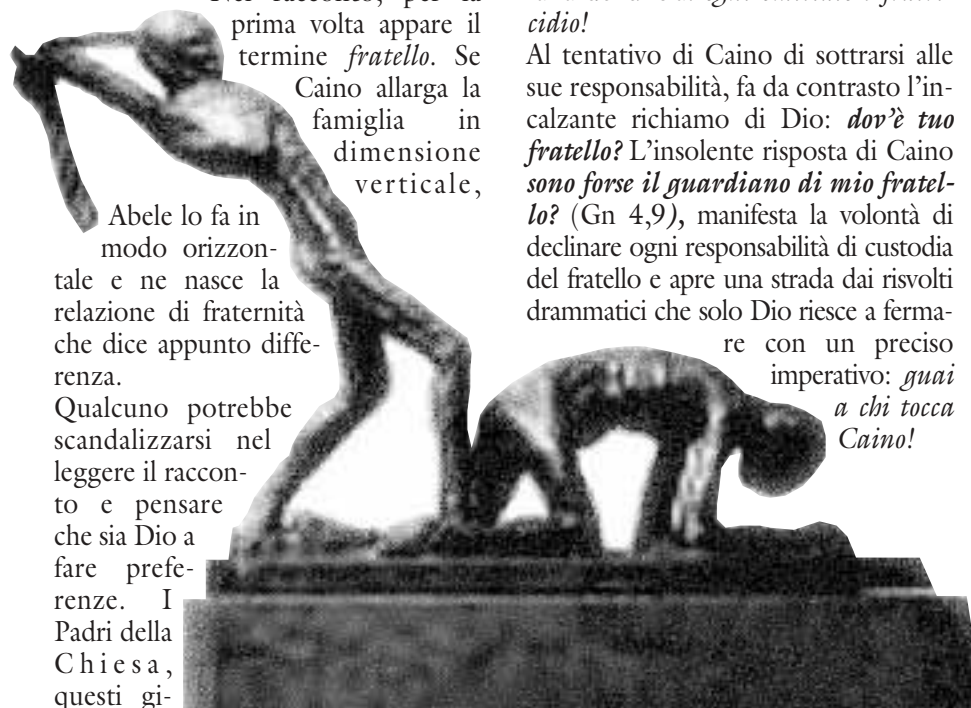 Nel racconto, per la
prima volta appare il
termine fratello. Se
Caino allarga la
famiglia in
dimensione
verticale,
Abele lo fa in
modo orizzon-
tale e ne nasce la
relazione di fraternità
che dice appunto diffe-
renza.
Qualcuno potrebbe
scandalizzarsi nel
leggere il raccon-
to e pensare
che sia Dio a
fare prefe-
renze. I
Padri della
Chiesa,
questi gi-
cidio!
Al tentativo di Caino di sottrarsi alle
sue responsabilità, fa da contrasto l’in-
calzante richiamo di Dio: dov’è tuo
fratello? L’insolente risposta di Caino
sono forse il guardiano di mio fratel-
lo? (Gn 4,9), manifesta la volontà di
declinare ogni responsabilità di custodia
del fratello e apre una strada dai risvolti
drammatici che solo Dio riesce a ferma-
re con un preciso
imperativo: guai
a chi tocca
Caino!